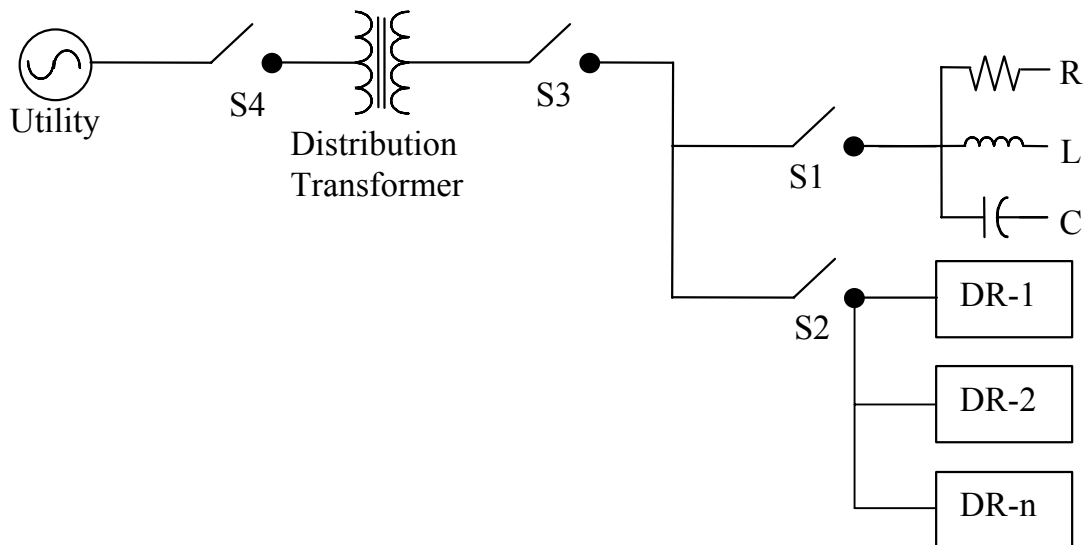 Utility
S4
Distribution
Transformer
S3
S1
R
L
C
S2
DR-1
DR-2
DR-n